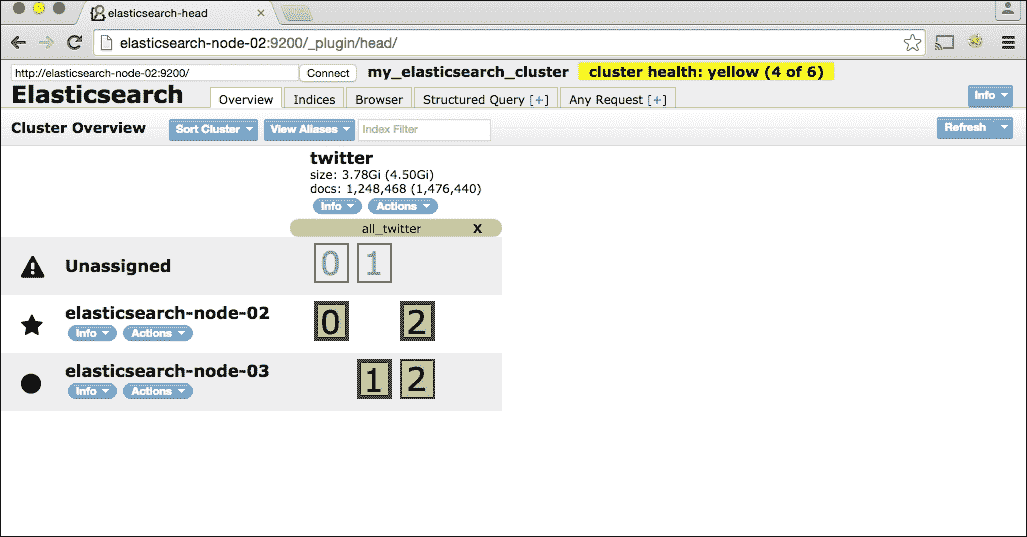 elasticsearch-head
elasticsearch-node-02:9200/_plugin/head/
http://elasticsearch-node-02:9200/ Connect my_elasticsearch_cluster cluster health: yellow (4 of 6)
Elasticsearch Overview Indices Browser Structured Query [+] Any Request [+] Info
Cluster Overview Sort Cluster View Aliases Index Filter Refresh
twitter
size: 3.78Gi (4.50Gi)
docs: 1,248,468 (1,476,440)
Info Actions
all_twitter X
Unassigned 0 1
elasticsearch-node-02 0 2
Info Actions
elasticsearch-node-03 1 2
Info Actions